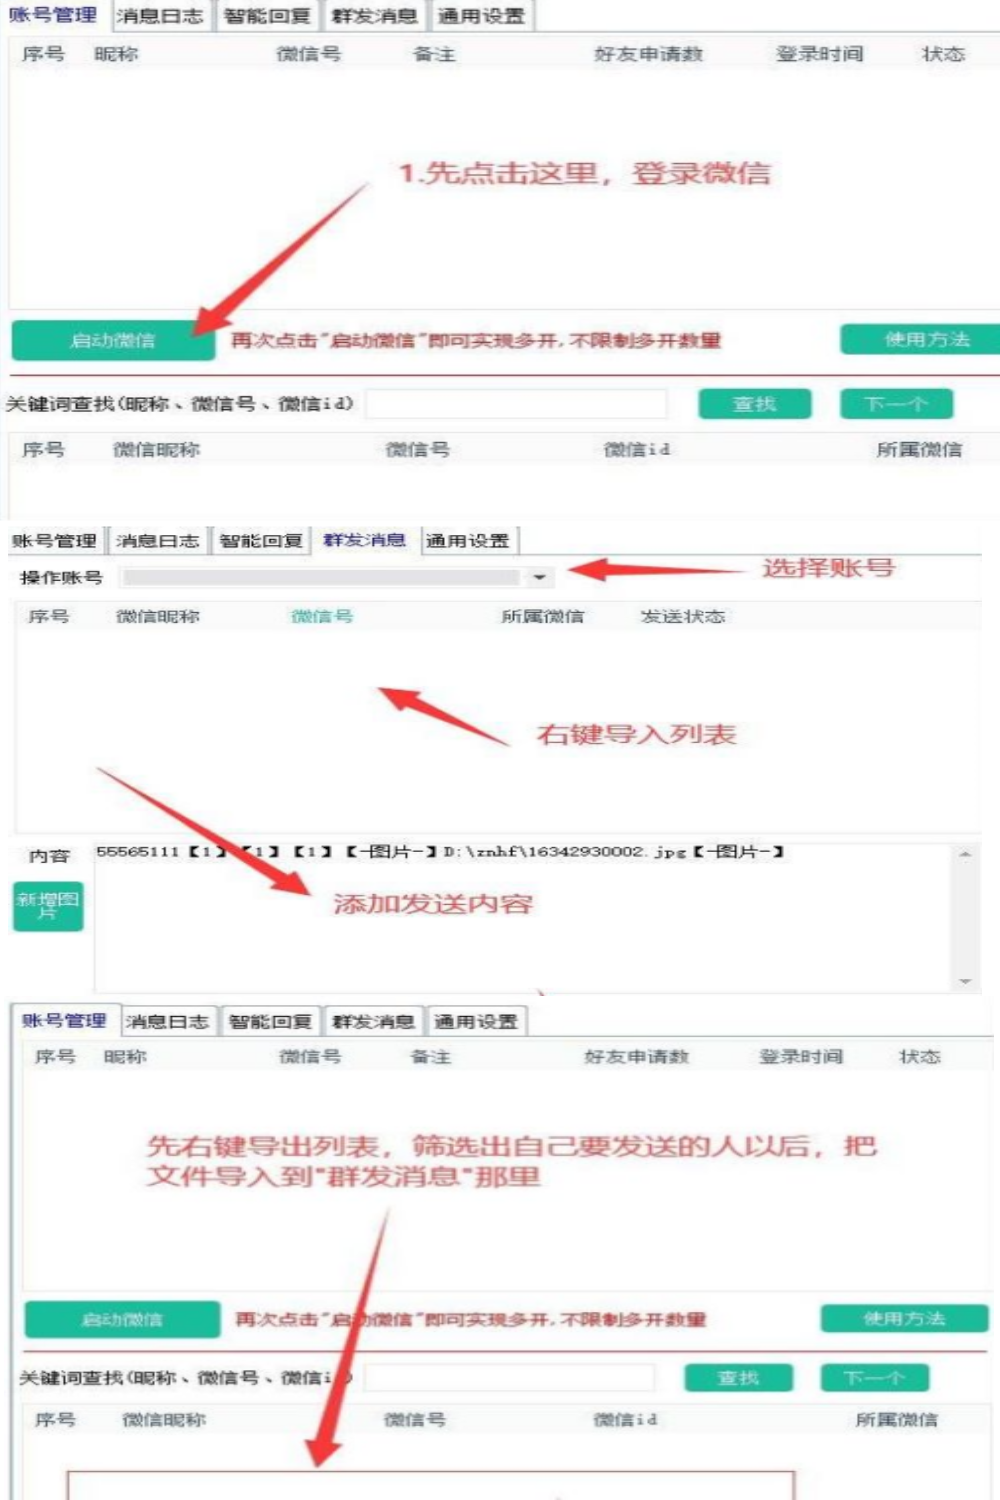 账号管理 消息日志 智能回复 群发消息 通用设置
序号 昵称 微信号 备注 好友申请数 登录时间 状态
1.先点击这里，登录微信
启动微信 再次点击"启动微信"即可实现多开,不限制多开数量 使用方法
关键词查找(昵称、微信号、微信id) 查找 下一个
序号 微信昵称 微信号 微信id 所属微信
账号管理 消息日志 智能回复 群发消息 通用设置
操作账号 选择账号
序号 微信昵称 微信号 所属微信 发送状态
右键导入列表
内容 55565111【1】【1】【1】【-图片-】D:\znhf\16342930002.jpg【-图片-】
新增图片 添加发送内容
账号管理 消息日志 智能回复 群发消息 通用设置
序号 昵称 微信号 备注 好友申请数 登录时间 状态
先右键导出列表，筛选出自己要发送的人以后，把
文件导入到"群发消息"那里
启动微信 再次点击"启动微信"即可实现多开,不限制多开数量 使用方法
关键词查找(昵称、微信号、微信id) 查找 下一个
序号 微信昵称 微信号 微信id 所属微信